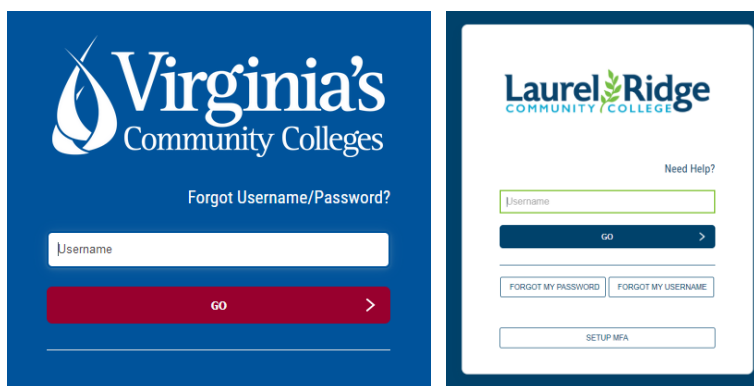 Virginia's
Community Colleges
Forgot Username/Password?
Username
GO
Laurel Ridge
COMMUNITY COLLEGE
Need Help?
Username
GO
FORGOT MY PASSWORD FORGOT MY USERNAME
SETUP MFA